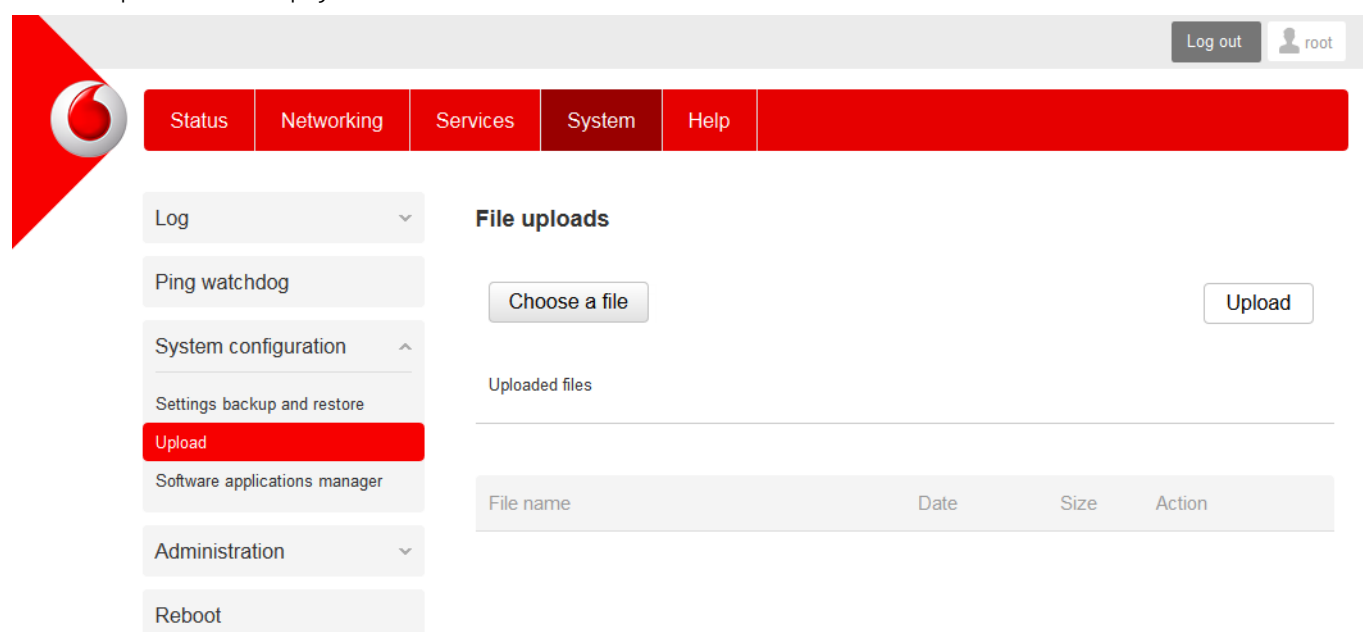 Log out root
Status Networking Services System Help
Log
File uploads
Ping watchdog
Choose a file Upload
System configuration
Uploaded files
Settings backup and restore
Upload
Software applications manager
File name Date Size Action
Administration
Reboot